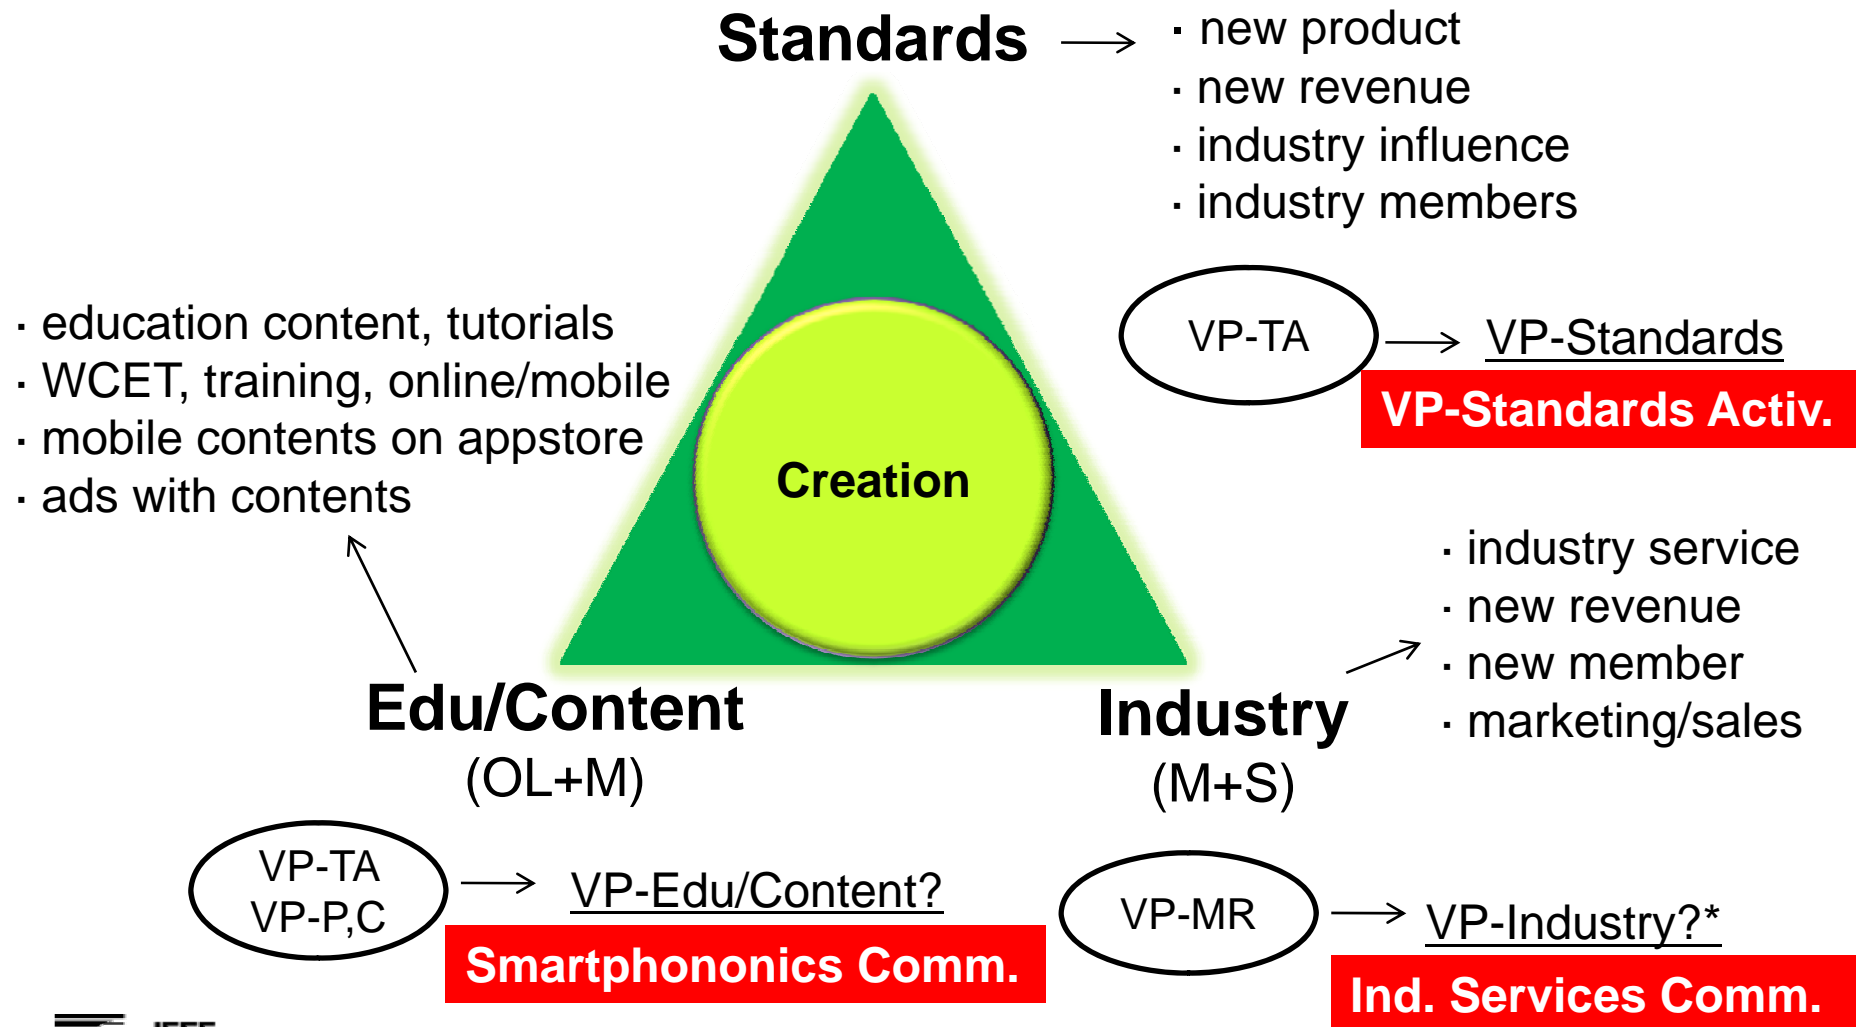 Standards
· new product
· new revenue
· industry influence
· industry members
VP-TA
VP-Standards
VP-Standards Activ.
· education content, tutorials
· WCET, training, online/mobile
· mobile contents on appstore
· ads with contents
Creation
· industry service
· new revenue
· new member
· marketing/sales
Edu/Content
(OL+M)
Industry
(M+S)
VP-TA
VP-P,C
VP-Edu/Content?
Smartphononics Comm.
VP-MR
VP-Industry?*
Ind. Services Comm.